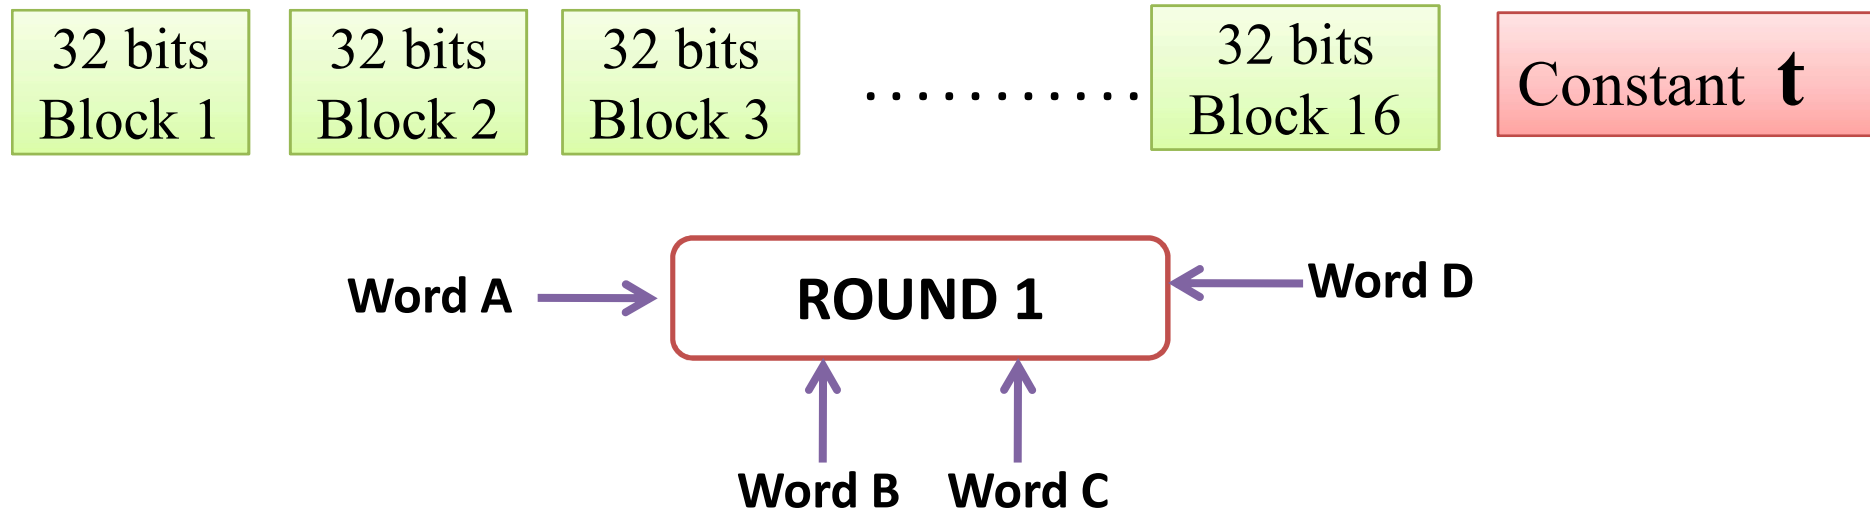 32 bits
Block 1
32 bits
Block 2
32 bits
Block 3
...........
32 bits
Block 16
Constant t
Word A
ROUND 1
Word D
Word B
Word C